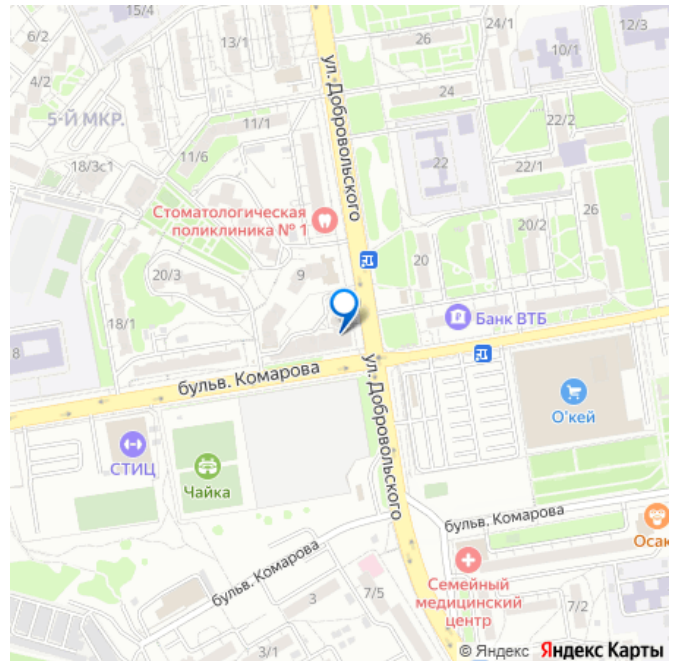 15/4
6/2
13/1
26
24/1
12/3
10/1
4/2
ул. Добровольского
24
5-Й МКР.
11/1
22/2
11/6
18/3с1
22
22/1
Стоматологическая
поликлиника № 1
26
20/2
20/3
9
20
18/1
Банк ВТБ
8
бульв. Комарова
ул. Добровольского
О'кей
СТИЦ
Чайка
бульв. Комарова
Осак
бульв. Комарова
Семейный
медицинский
центр
3
7/5
7/2
3/1
© Яндекс Яндекс Карты